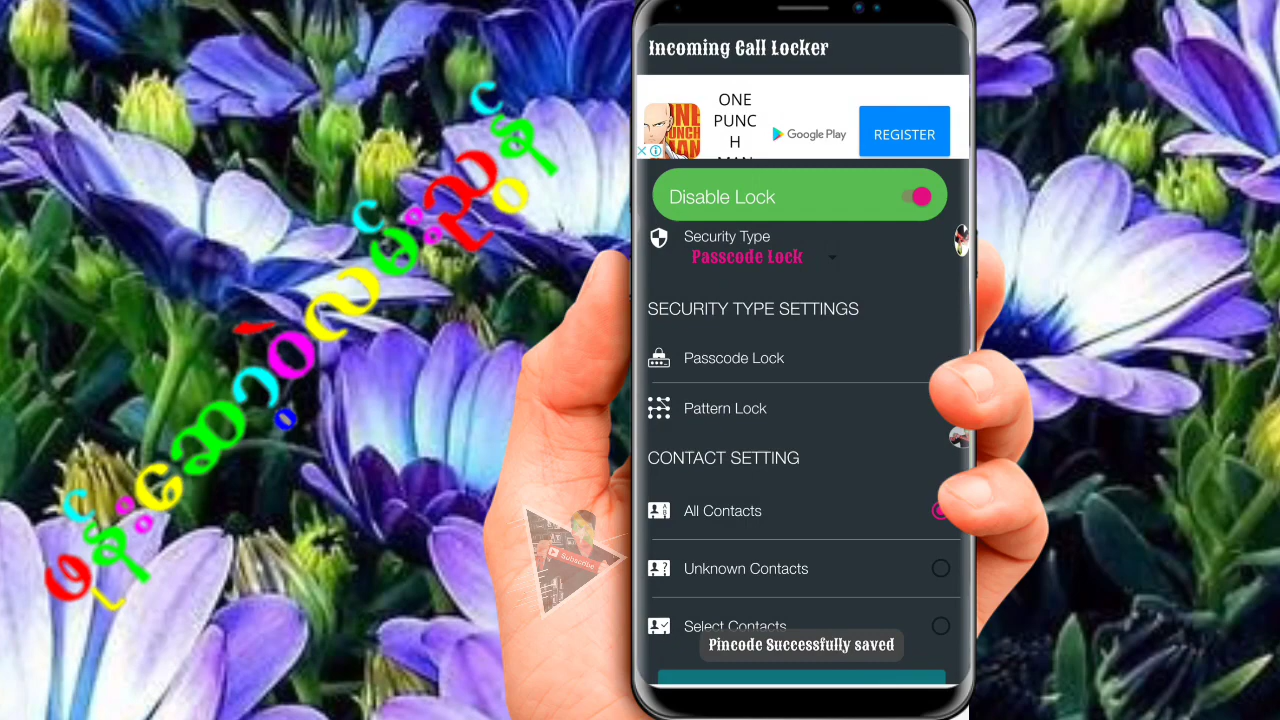 Incoming Call Locker
ONE
PUNC
H
Google Play
REGISTER
Disable Lock
Security Type
Passcode Lock
SECURITY TYPE SETTINGS
Passcode Lock
Pattern Lock
CONTACT SETTING
All Contacts
Unknown Contacts
Select Contacts
Pincode Successfully saved
Subscribe